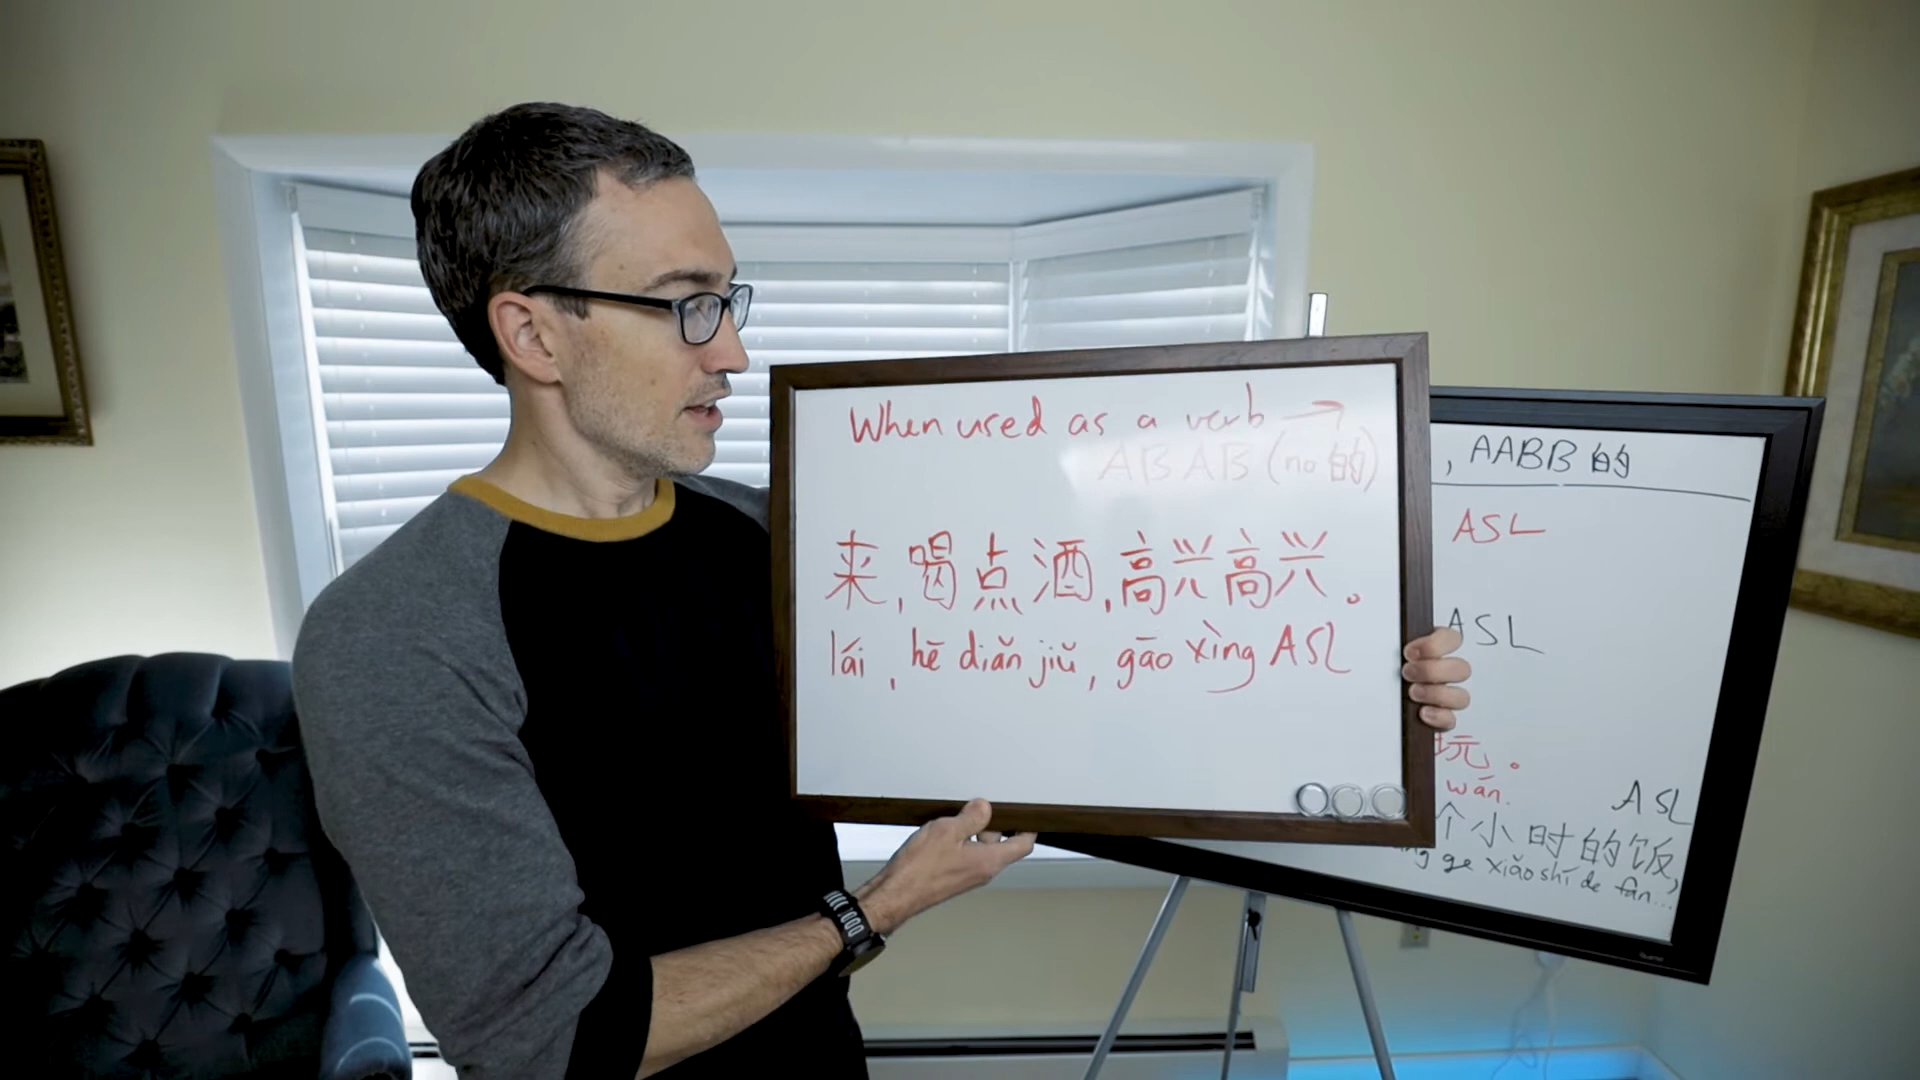 When used as a verb →
ABAB (no 的)
来,喝点酒,高兴高兴。
lái, hē diǎn jiǔ, gāo xìng ASL
, AABB 的
ASL
ASL
玩。
wán.
ASL
个小时的饭,
ge xiǎo shí de fàn...